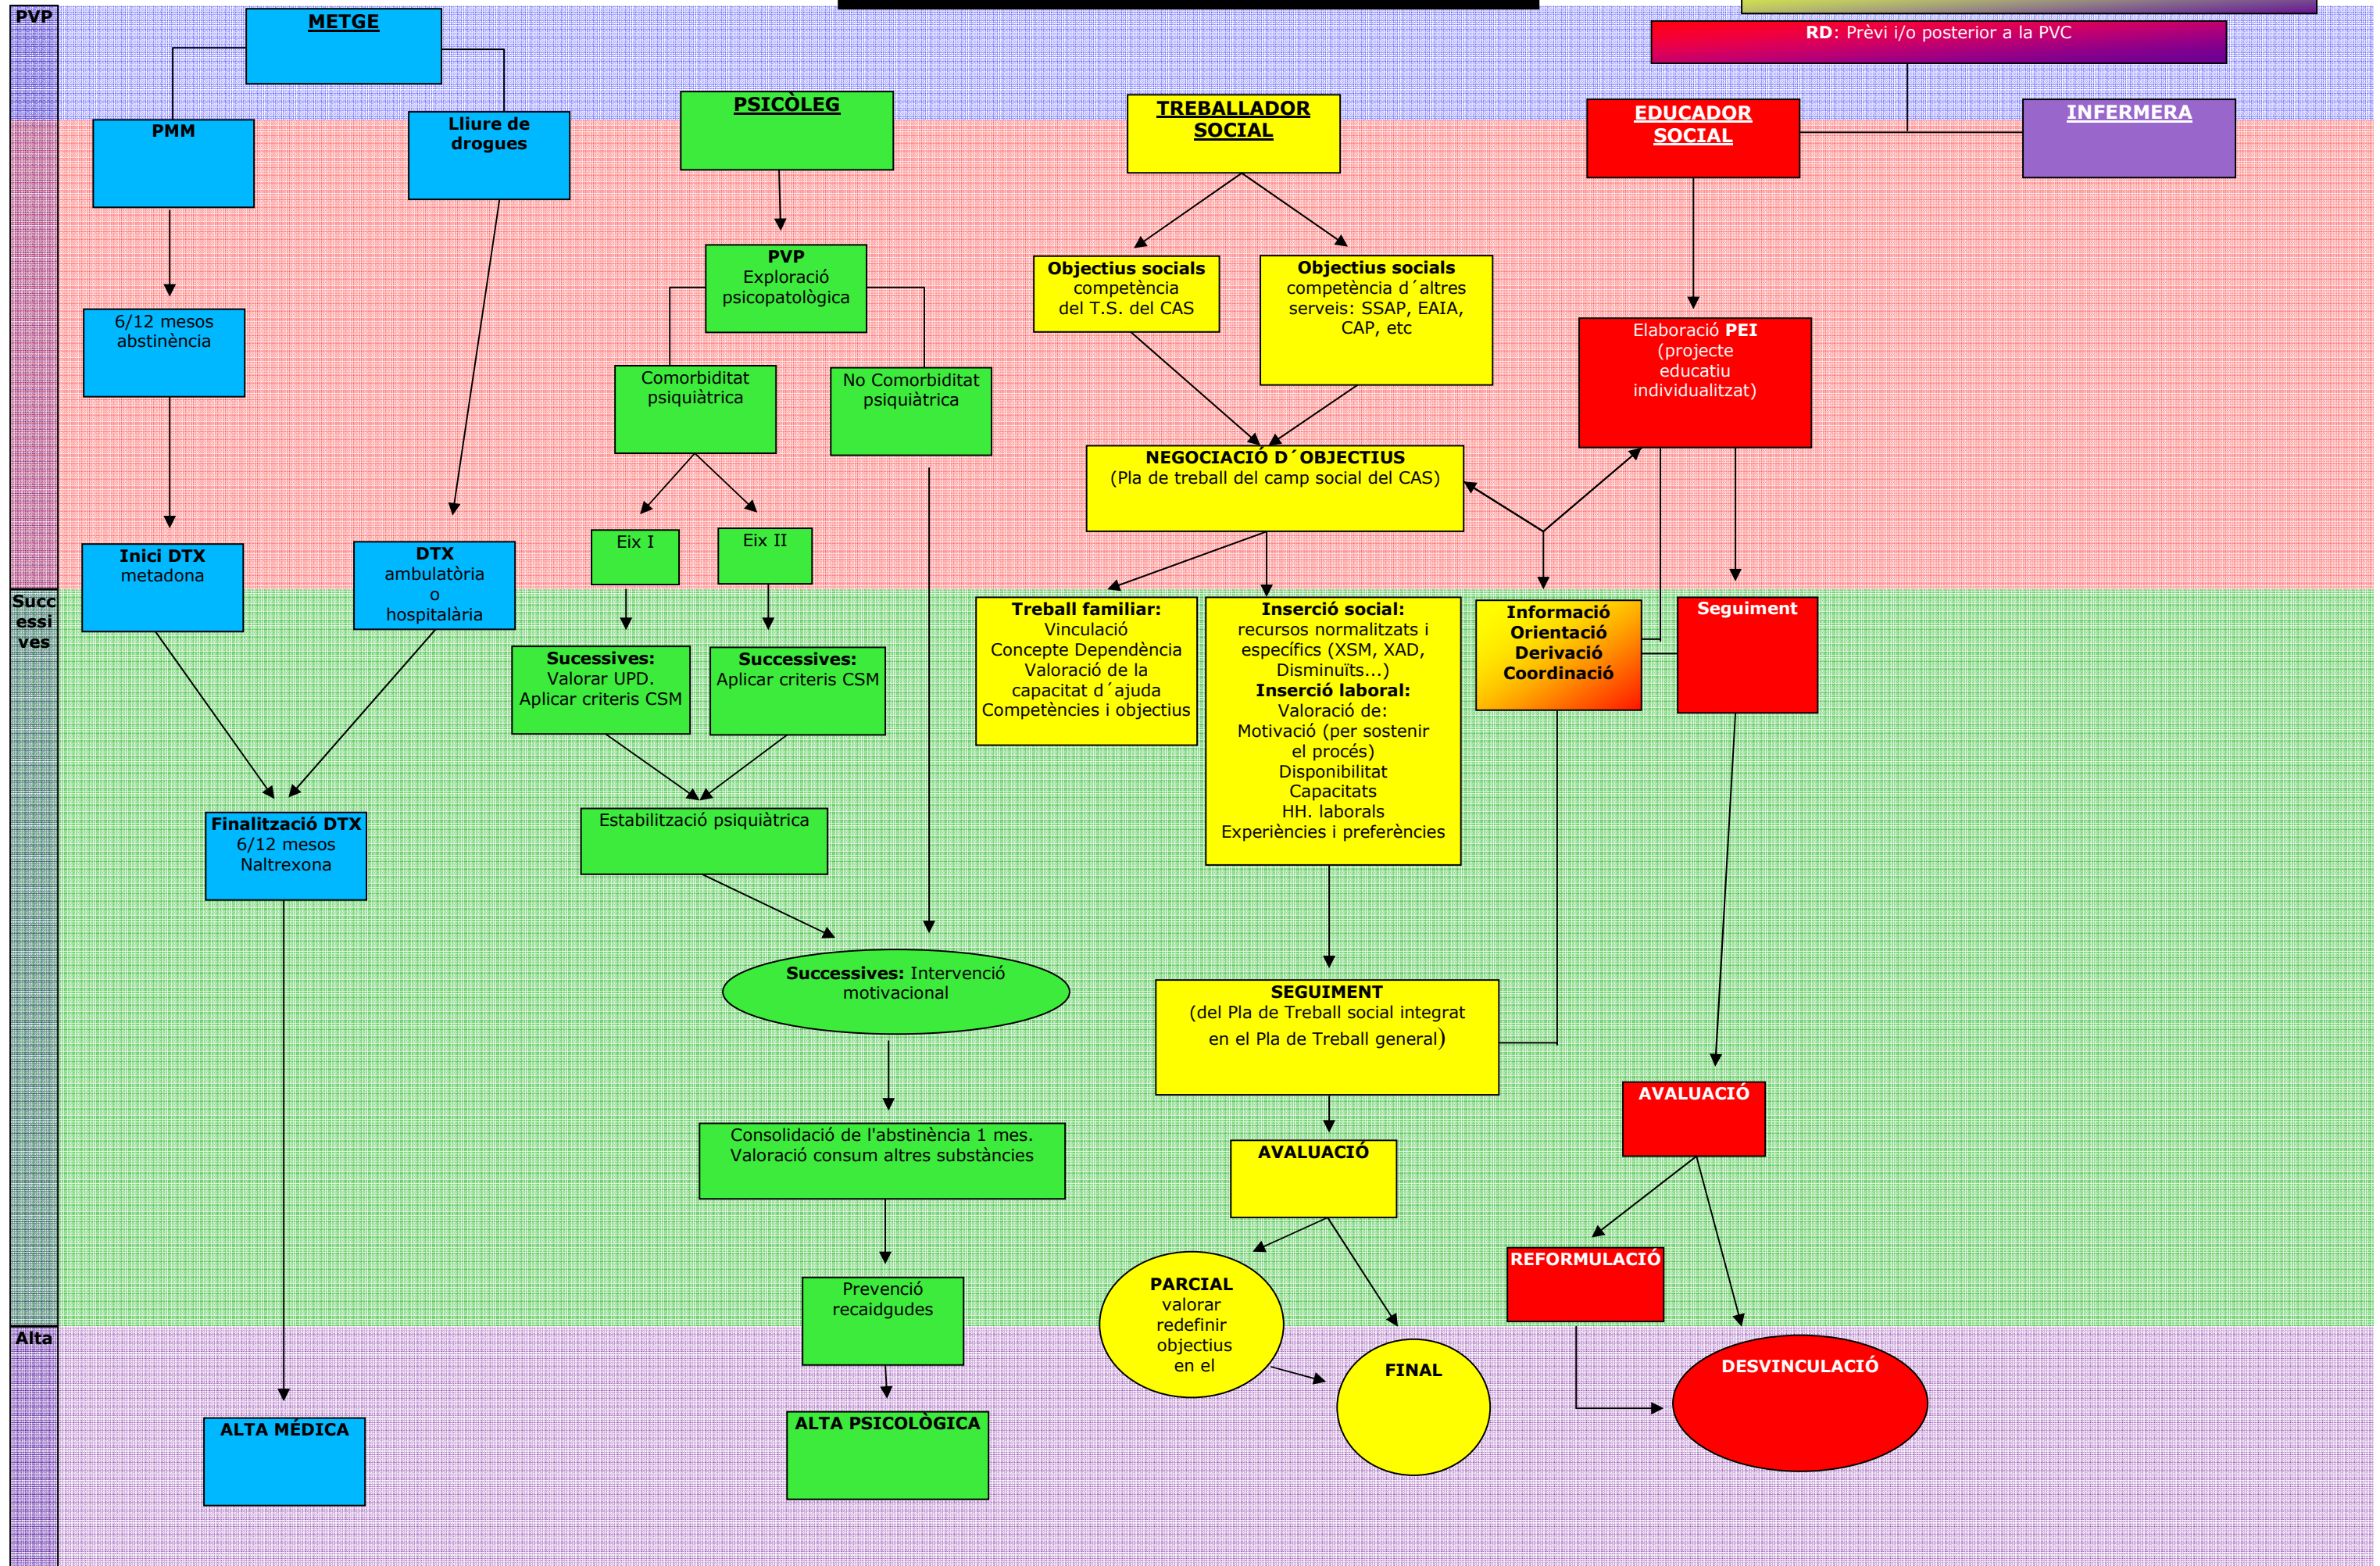 PVP
METGE
RD: Prèvi i/o posterior a la PVC
PSICÒLEG
TREBALLADOR
SOCIAL
EDUCADOR
SOCIAL
INFERMERA
PMM
Lliure de
drogues
PVP
Exploració
psicopatològica
Objectius socials
competència
del T.S. del CAS
Objectius socials
competència d´altres
serveis: SSAP, EAIA,
CAP, etc
6/12 mesos
abstinència
Elaboració PEI
(projecte
educatiu
individualitzat)
Comorbiditat
psiquiàtrica
No Comorbiditat
psiquiàtrica
NEGOCIACIÓ D´OBJECTIUS
(Pla de treball del camp social del CAS)
Eix I
Eix II
Inici DTX
metadona
DTX
ambulatòria
o
hospitalària
Succ
essi
ves
Treball familiar:
Vinculació
Concepte Dependència
Valoració de la
capacitat d´ajuda
Competències i objectius
Inserció social:
recursos normalitzats i
específics (XSM, XAD,
Disminuïts...)
Inserció laboral:
Valoració de:
Motivació (per sostenir
el procés)
Disponibilitat
Capacitats
HH. laborals
Experiències i preferències
Informació
Orientació
Derivació
Coordinació
Seguiment
Sucessives:
Valorar UPD.
Aplicar criteris CSM
Successives:
Aplicar criteris CSM
Finalització DTX
6/12 mesos
Naltrexona
Estabilització psiquiàtrica
Successives: Intervenció
motivacional
SEGUIMENT
(del Pla de Treball social integrat
en el Pla de Treball general)
AVALUACIÓ
Consolidació de l'abstinència 1 mes.
Valoració consum altres substàncies
AVALUACIÓ
REFORMULACIÓ
Prevenció
recaidgudes
PARCIAL
valorar
redefinir
objectius
en el
Alta
FINAL
DESVINCULACIÓ
ALTA MÉDICA
ALTA PSICOLÒGICA